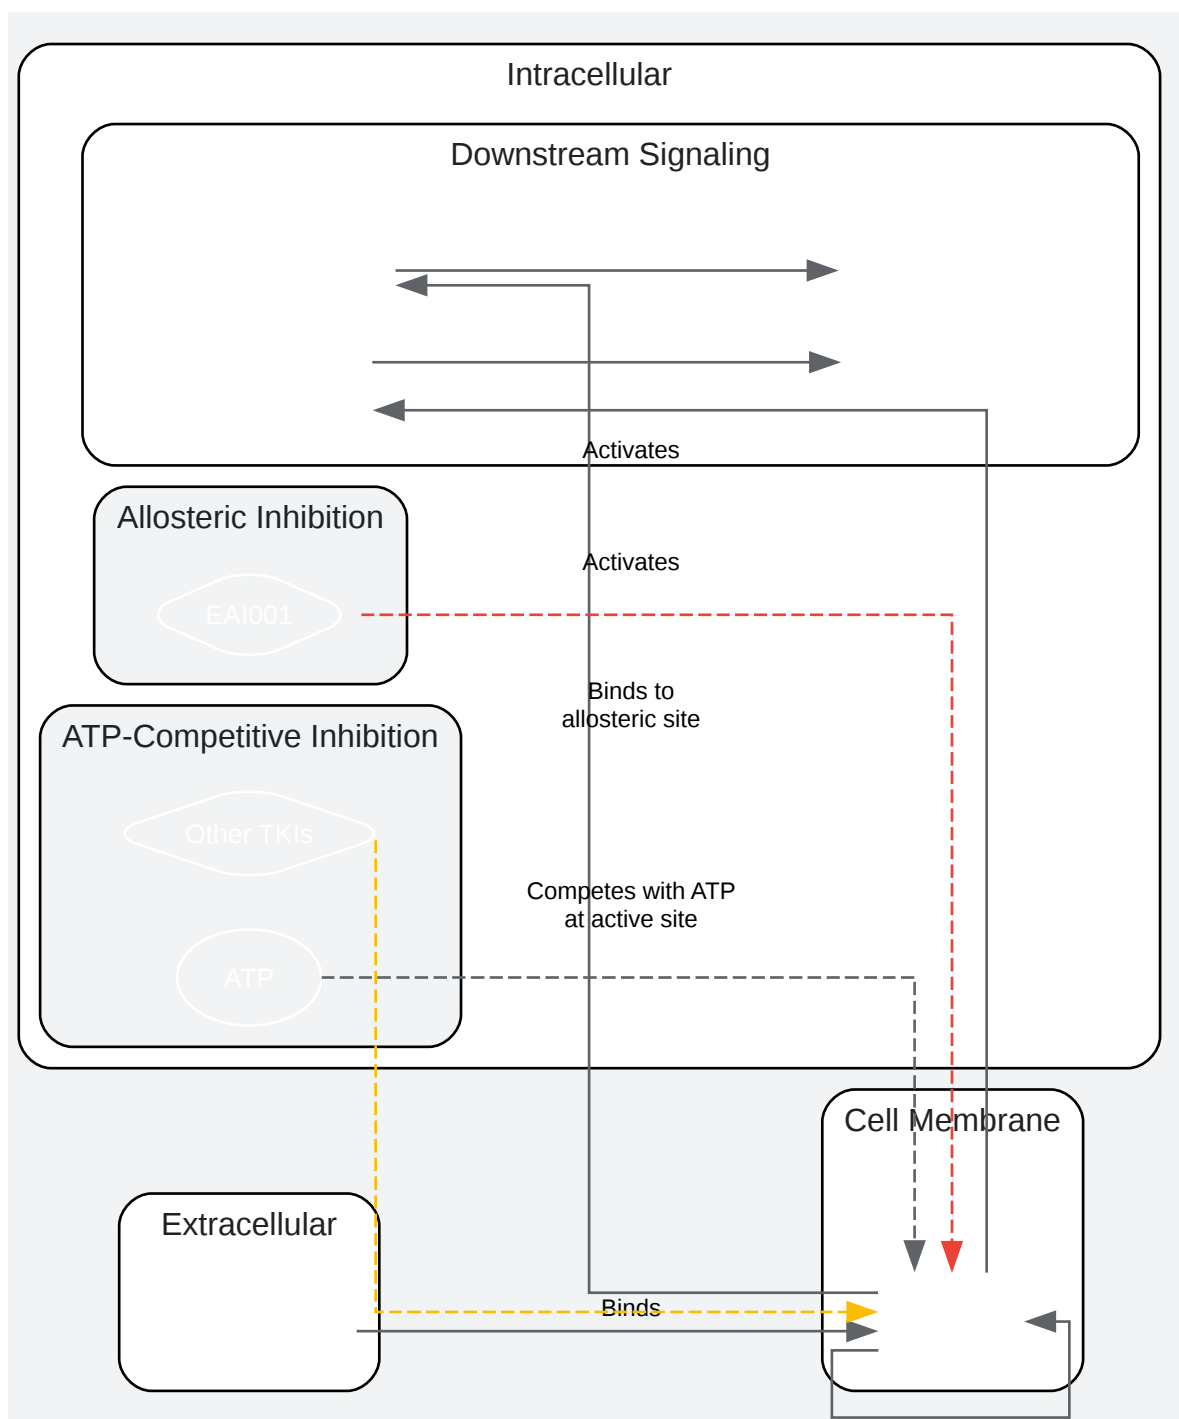 Intracellular
Downstream Signaling
Activates
Allosteric Inhibition
Activates
EAI001
Binds to
allosteric site
ATP-Competitive Inhibition
Other TKIs
Competes with ATP
at active site
ATP
Cell Membrane
Extracellular
Binds